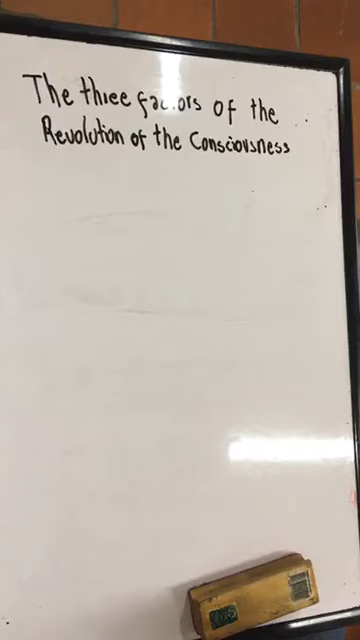 The three factors of the
Revolution of the Consciousness